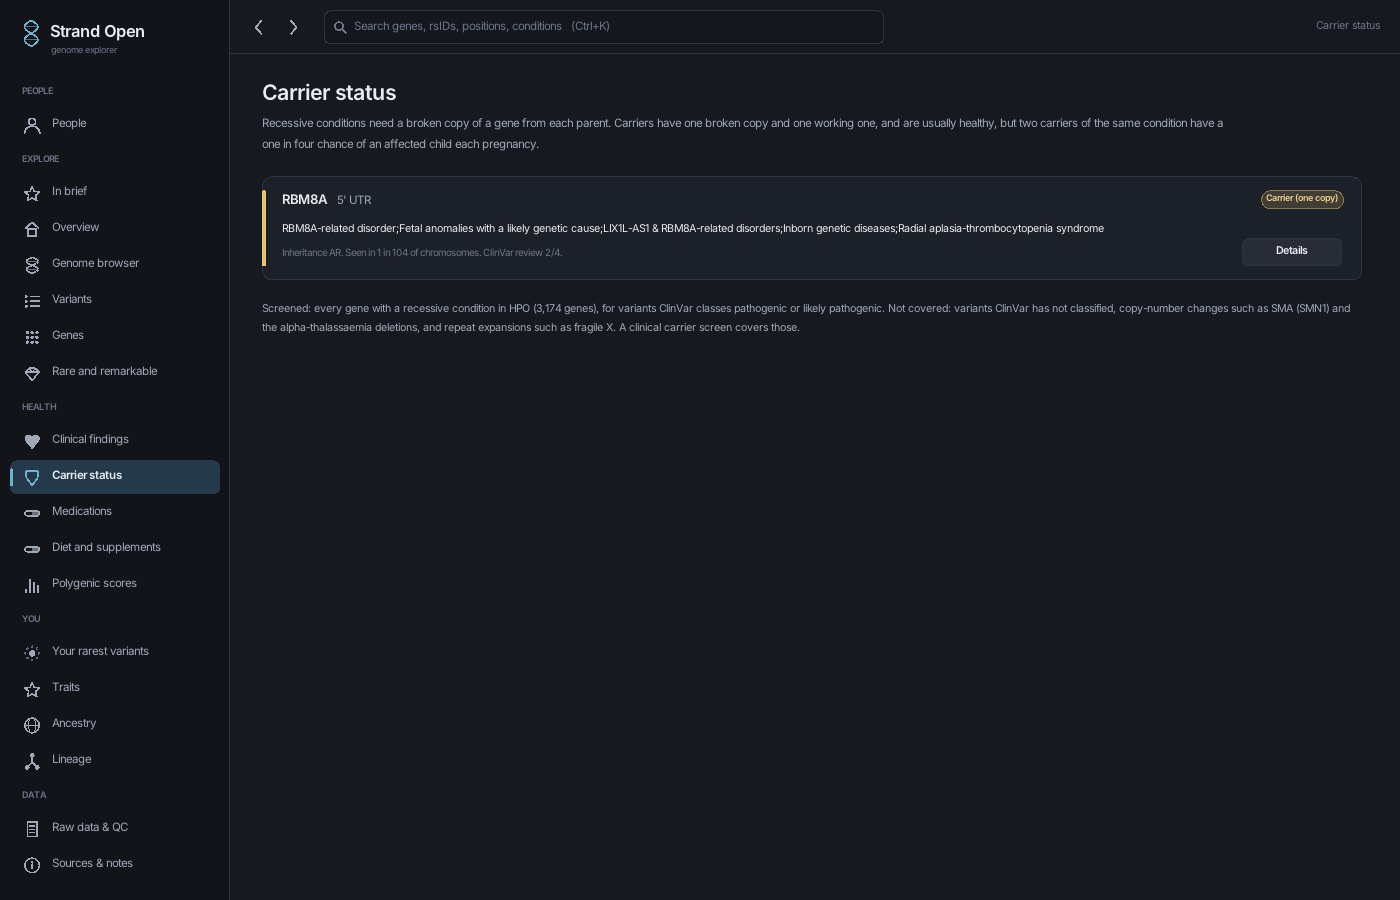 Strand Open
genome explorer
PEOPLE
People
EXPLORE
In brief
Overview
Genome browser
Variants
Genes
Rare and remarkable
HEALTH
Clinical findings
Carrier status
Medications
Diet and supplements
Polygenic scores
YOU
Your rarest variants
Traits
Ancestry
Lineage
DATA
Raw data & QC
Sources & notes
Search genes, rsIDs, positions, conditions (Ctrl+K)
Carrier status
Carrier status
Recessive conditions need a broken copy of a gene from each parent. Carriers have one broken copy and one working one, and are usually healthy, but two carriers of the same condition have a
one in four chance of an affected child each pregnancy.
RBM8A 5' UTR
Carrier (one copy)
RBM8A-related disorder;Fetal anomalies with a likely genetic cause;LIX1L-AS1 & RBM8A-related disorders;Inborn genetic diseases;Radial aplasia-thrombocytopenia syndrome
Inheritance AR. Seen in 1 in 104 of chromosomes. ClinVar review 2/4.
Details
Screened: every gene with a recessive condition in HPO (3,174 genes), for variants ClinVar classes pathogenic or likely pathogenic. Not covered: variants ClinVar has not classified, copy-number changes such as SMA (SMN1) and
the alpha-thalassaemia deletions, and repeat expansions such as fragile X. A clinical carrier screen covers those.